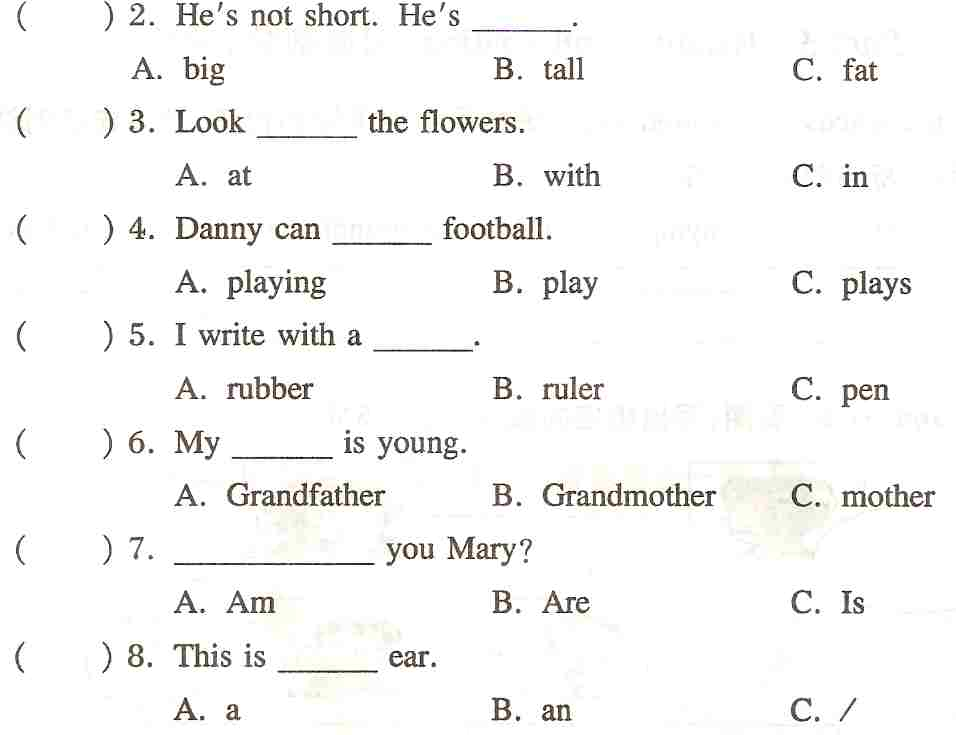 (    ) 2. He's not short. He's ______.
A. big    B. tall    C. fat
(    ) 3. Look ______ the flowers.
A. at    B. with    C. in
(    ) 4. Danny can ______ football.
A. playing    B. play    C. plays
(    ) 5. I write with a ______.
A. rubber    B. ruler    C. pen
(    ) 6. My ______ is young.
A. Grandfather    B. Grandmother    C. mother
(    ) 7. ____________ you Mary?
A. Am    B. Are    C. Is
(    ) 8. This is ______ ear.
A. a    B. an    C. /